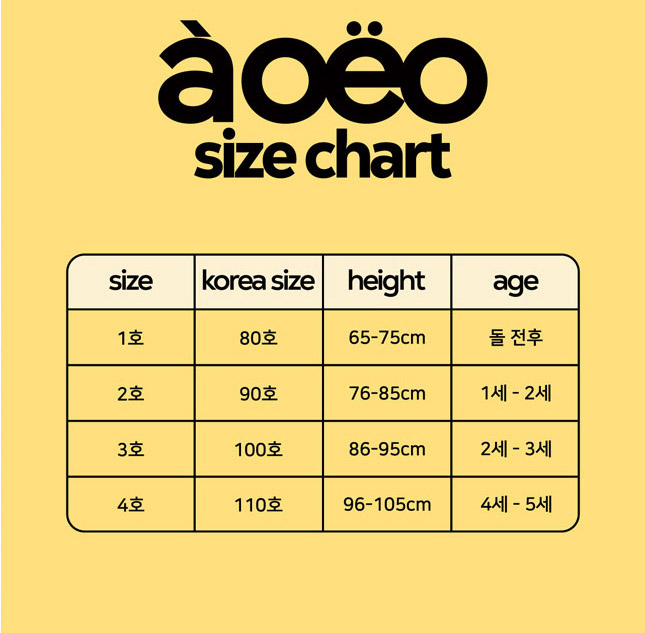 àoëo
size chart
size korea size height age
1호 80호 65-75cm 돌 전후
2호 90호 76-85cm 1세 - 2세
3호 100호 86-95cm 2세 - 3세
4호 110호 96-105cm 4세 - 5세